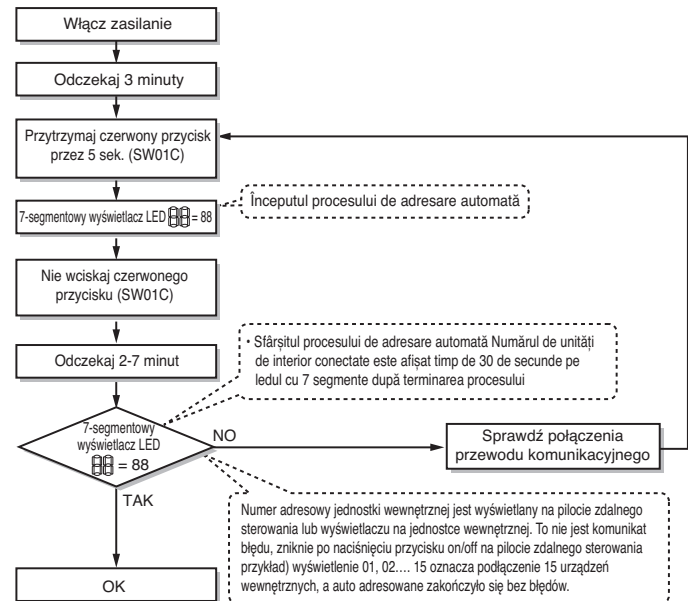 Włącz zasilanie
Odczekaj 3 minuty
Przytrzymaj czerwony przycisk
przez 5 sek. (SW01C)
7-segmentowy wyświetlacz LED 88 = 88
Începutul procesului de adresare automată
Nie wciskaj czerwonego
przycisku (SW01C)
Odczekaj 2-7 minut
• Sfârșitul procesului de adresare automată Numărul de unități
de interior conectate este afișat timp de 30 de secunde pe
ledul cu 7 segmente după terminarea procesului
7-segmentowy
wyświetlacz LED
88 = 88
NO
Sprawdź połączenia
przewodu komunikacyjnego
TAK
Numer adresowy jednostki wewnętrznej jest wyświetlany na pilocie zdalnego
sterowania lub wyświetlaczu na jednostce wewnętrznej. To nie jest komunikat
błędu, zniknie po naciśnięciu przycisku on/off na pilocie zdalnego sterowania
przykład) wyświetlenie 01, 02.... 15 oznacza podłączenie 15 urządzeń
wewnętrznych, a auto adresowane zakończyło się bez błędów.
OK